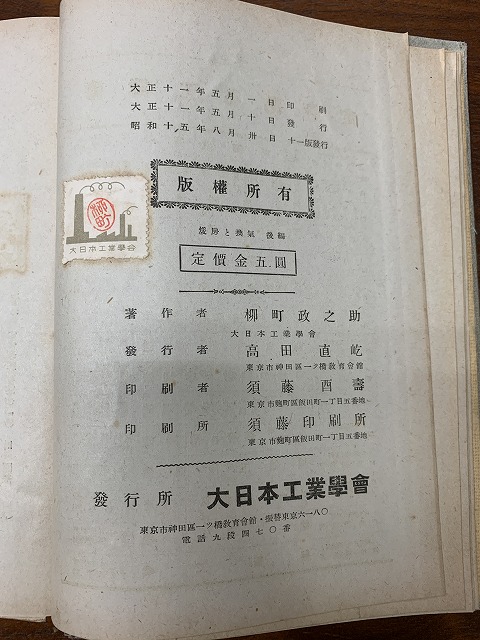 大正十一年五月一日印刷
大正十一年五月十日發行
昭和十五年八月卅日十一版發行
版權所有
煖房と換氣 後編
定價金五圓
著作者 柳町政之助
大日本工業學會
發行者 高田直屹
東京市神田區一ツ橋敎育會館
印刷者 須藤酉壽
東京市麴町區飯田町一丁目五番地
印刷所 須藤印刷所
東京市麴町區飯田町一丁目五番地
發行所 大日本工業學會
東京市神田區一ツ橋敎育會館・振替東京六一八〇
電話九段四七〇番
柳町
大日本工業學會